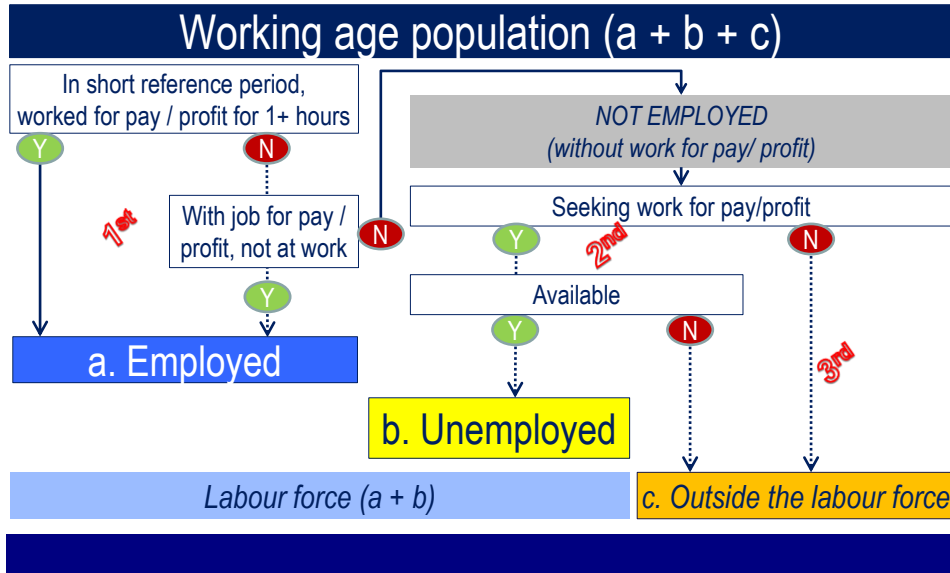 Working age population (a + b + c)
In short reference period,
worked for pay / profit for 1+ hours
Y
N
1st
With job for pay /
profit, not at work
N
Y
a. Employed
NOT EMPLOYED
(without work for pay/ profit)
Seeking work for pay/profit
Y
2nd
N
Available
Y
N
3rd
b. Unemployed
Labour force (a + b)
c. Outside the labour force